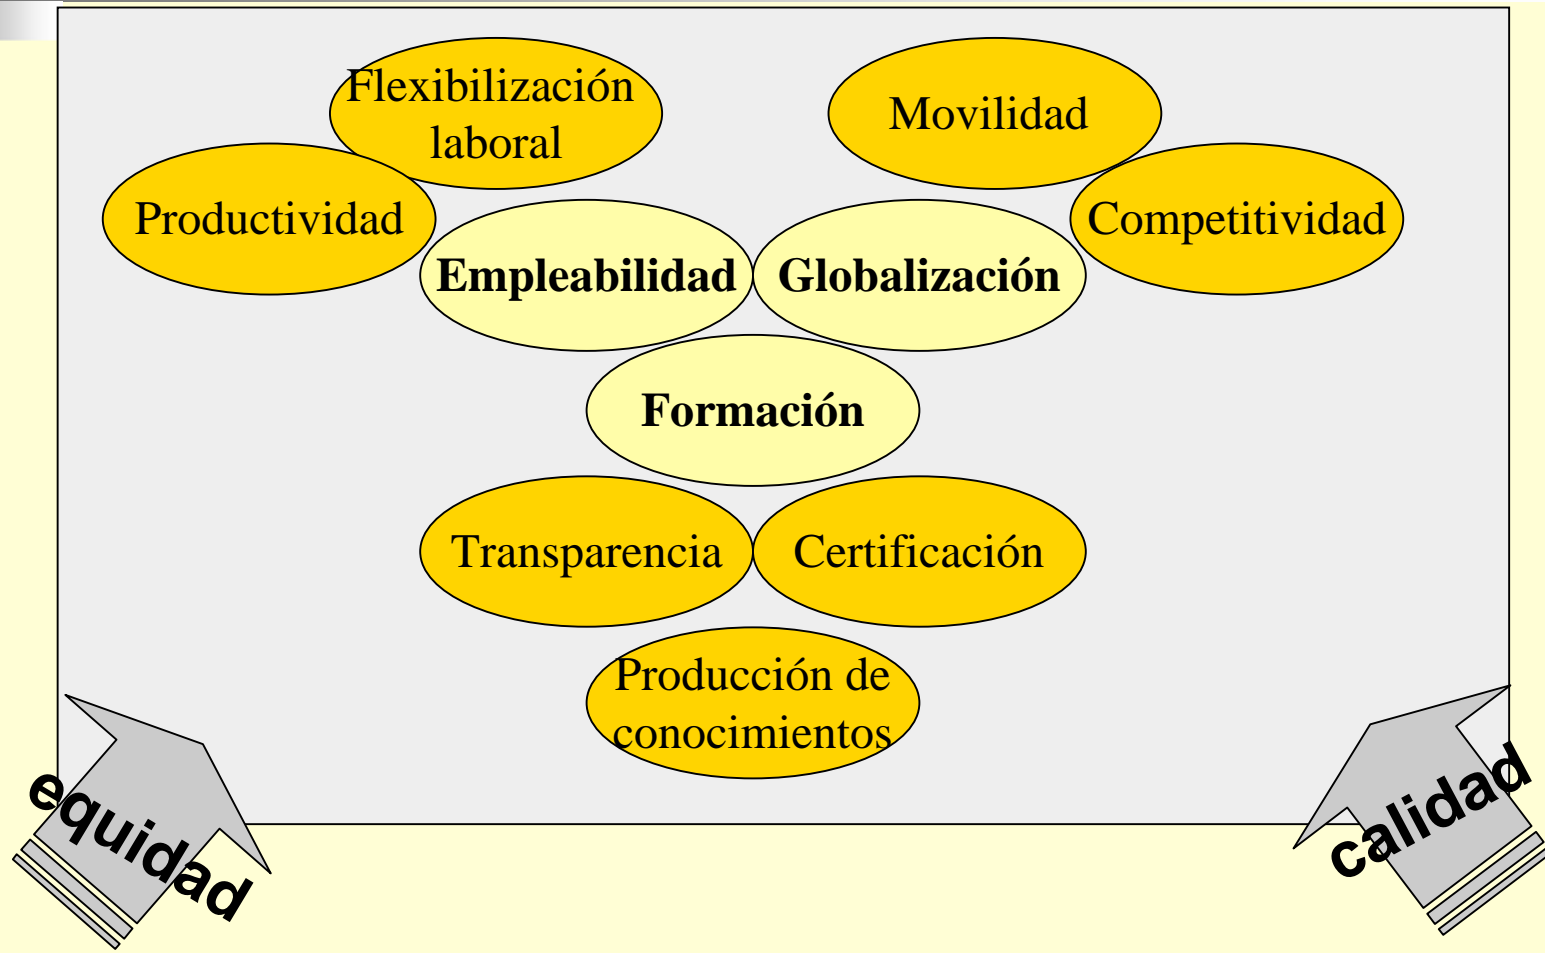 Flexibilización
laboral
Movilidad
Productividad
Competitividad
Empleabilidad
Globalización
Formación
Transparencia
Certificación
Producción de
conocimientos
equidad
calidad